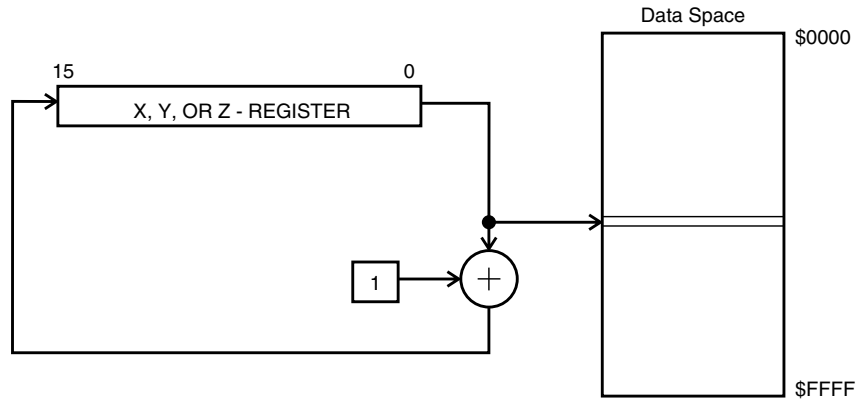 Data Space
$0000
15 0
X, Y, OR Z - REGISTER
1
+
$FFFF